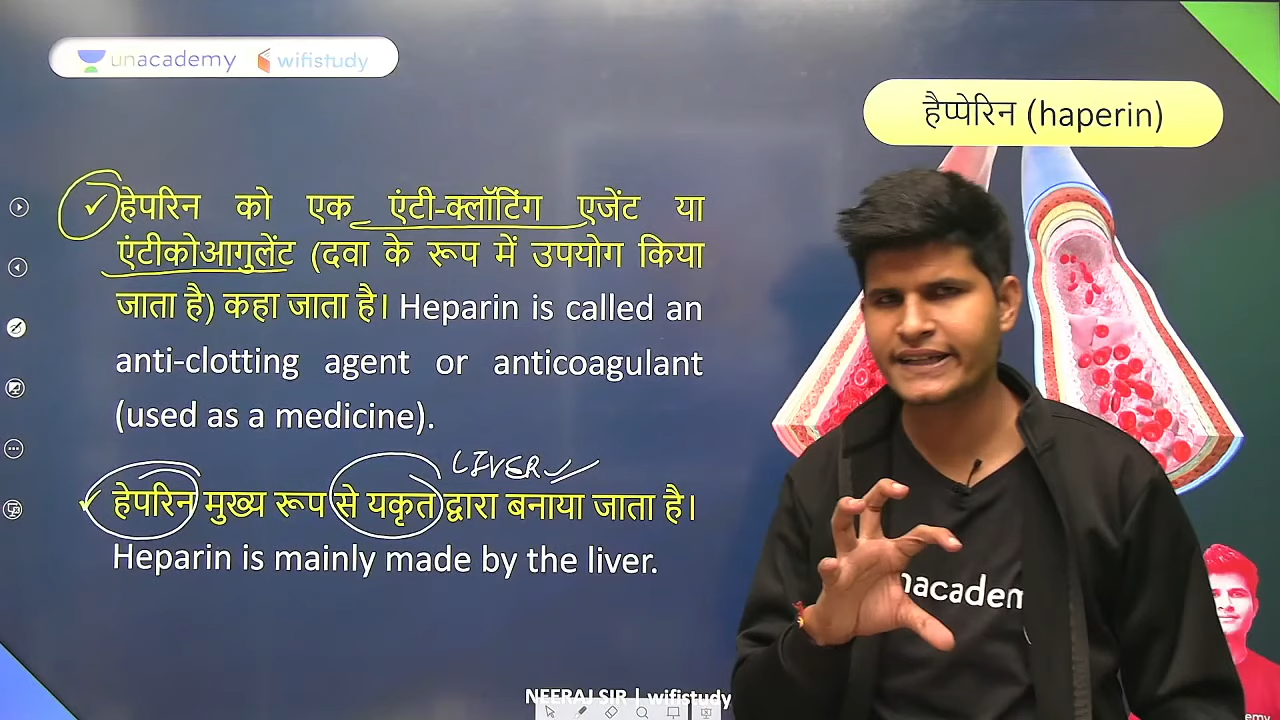 unacademy wifistudy
हैप्पेरिन (haperin)
हेपरिन को एक एंटी-क्लॉटिंग एजेंट या
एंटीकोआगुलेंट (दवा के रूप में उपयोग किया
जाता है) कहा जाता है। Heparin is called an
anti-clotting agent or anticoagulant
(used as a medicine).
LIVER
हेपरिन मुख्य रूप से यकृत द्वारा बनाया जाता है।
Heparin is mainly made by the liver.
unacadem
NEERAJ SIR | wifistudy
emy